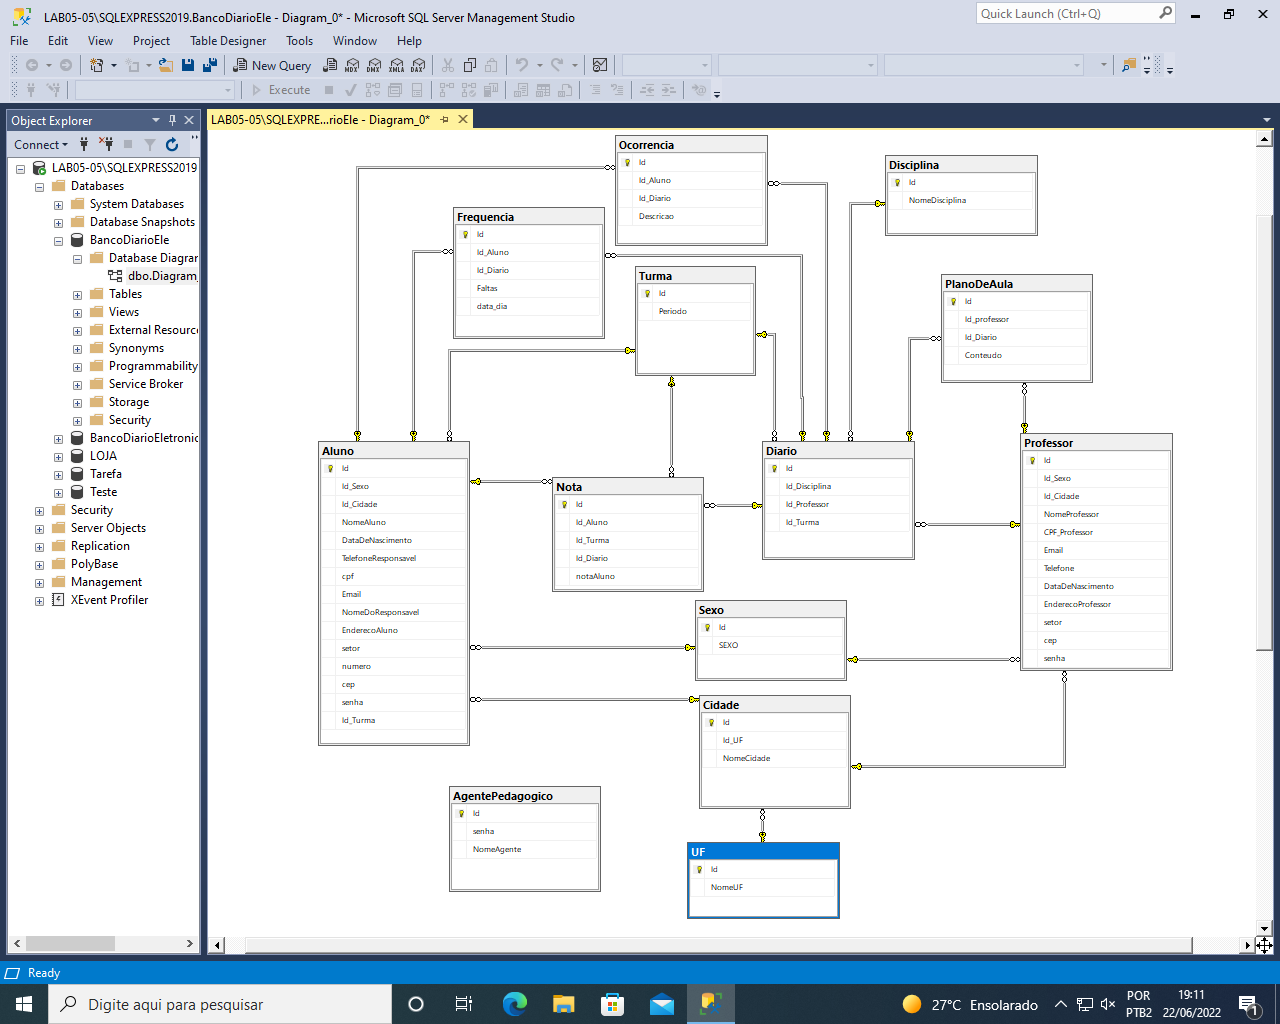 LAB05-05\SQLEXPRESS2019.BancoDiarioEle - Diagram_0* - Microsoft SQL Server Management Studio
Quick Launch (Ctrl+Q)
File Edit View Project Table Designer Tools Window Help
New Query
MDX DMX XMLA DAX
Execute
Object Explorer
Connect
LAB05-05\SQLEXPRESS2019
Databases
System Databases
Database Snapshots
BancoDiarioEle
Database Diagrar
dbo.Diagram_
Tables
Views
External Resourc
Synonyms
Programmability
Service Broker
Storage
Security
BancoDiarioEletronic
LOJA
Tarefa
Teste
Security
Server Objects
Replication
PolyBase
Management
XEvent Profiler
LAB05-05\SQLEXPRE...rioEle - Diagram_0*
Ocorrencia
Id
Id_Aluno
Id_Diario
Descricao
Disciplina
Id
NomeDisciplina
Frequencia
Id
Id_Aluno
Id_Diario
Faltas
data_dia
Turma
Id
Periodo
PlanoDeAula
Id
Id_professor
Id_Diario
Conteudo
Aluno
Id
Id_Sexo
Id_Cidade
NomeAluno
DataDeNascimento
TelefoneResponsavel
cpf
Email
NomeDoResponsavel
EnderecoAluno
setor
numero
cep
senha
Id_Turma
Nota
Id
Id_Aluno
Id_Turma
Id_Diario
notaAluno
Diario
Id
Id_Disciplina
Id_Professor
Id_Turma
Professor
Id
Id_Sexo
Id_Cidade
NomeProfessor
CPF_Professor
Email
Telefone
DataDeNascimento
EnderecoProfessor
setor
cep
senha
Sexo
Id
SEXO
Cidade
Id
Id_UF
NomeCidade
AgentePedagogico
Id
senha
NomeAgente
UF
Id
NomeUF
Ready
Digite aqui para pesquisar
27°C Ensolarado
POR
PTB2
19:11
22/06/2022
1